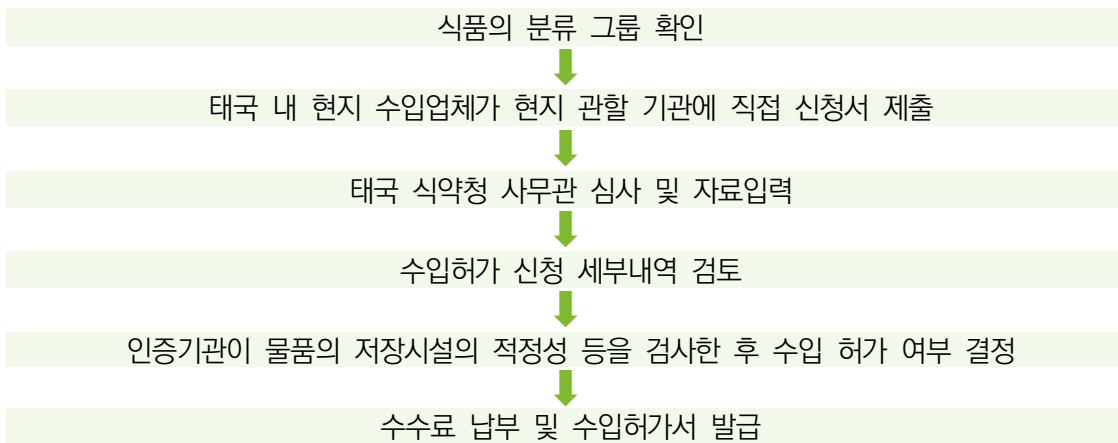 식품의 분류 그룹 확인
태국 내 현지 수입업체가 현지 관할 기관에 직접 신청서 제출
태국 식약청 사무관 심사 및 자료입력
수입허가 신청 세부내역 검토
인증기관이 물품의 저장시설의 적정성 등을 검사한 후 수입 허가 여부 결정
수수료 납부 및 수입허가서 발급